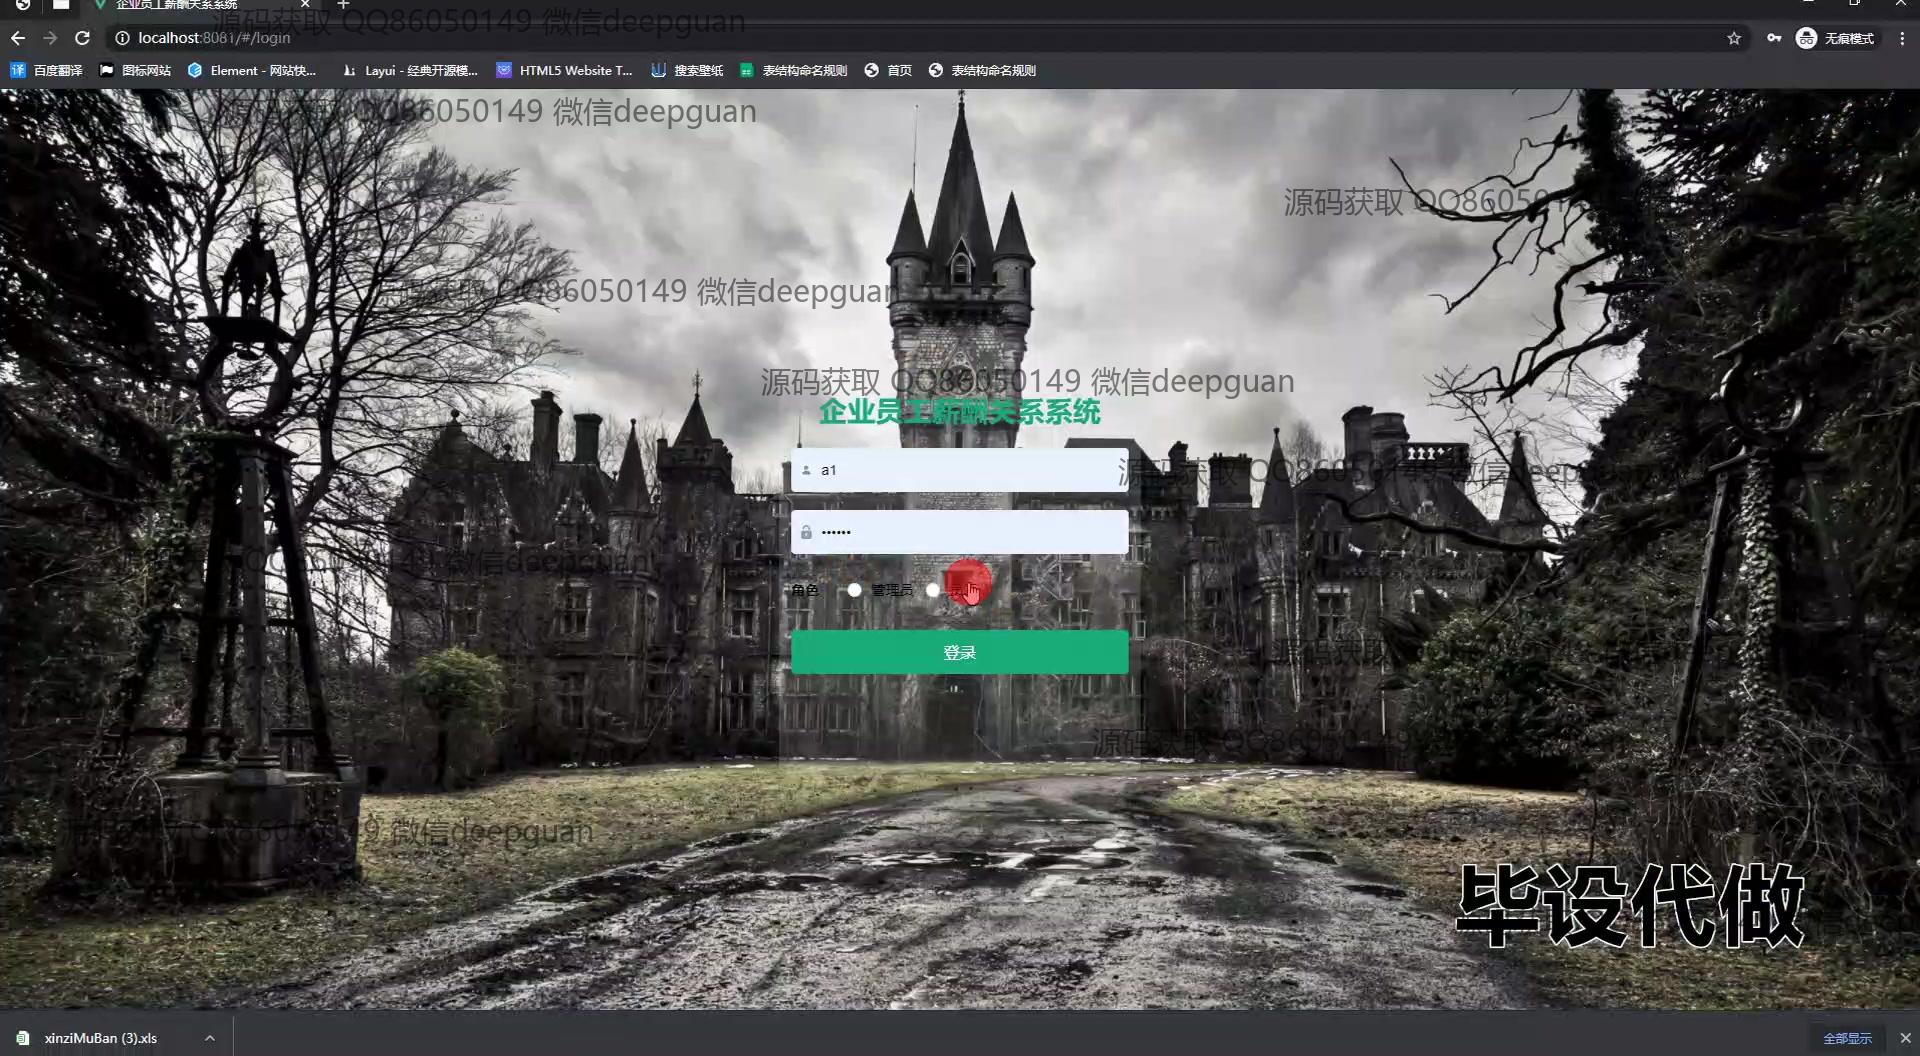 企业员工薪酬关系系统
源码获取 QQ86050149 微信deepguan
localhost:8081/#/login
无痕模式
百度翻译 图标网站 Element - 网站快... Layui - 经典开源模... HTML5 Website T... 搜索壁纸 表结构命名规则 首页 表结构命名规则
源码获取 QQ86050149 微信deepguan
源码获取 QQ86050149
源码获取 QQ86050149 微信deepguan
源码获取 QQ86050149 微信deepguan
企业员工薪酬关系系统
a1
源码获取 QQ86050149 微信deepguan
••••••
QQ86050149 微信deepguan
角色 管理员
登录
源码获取
源码获取 QQ86050149
源码获取 QQ86050149 微信deepguan
毕设代做
xinziMuBan (3).xls
全部显示